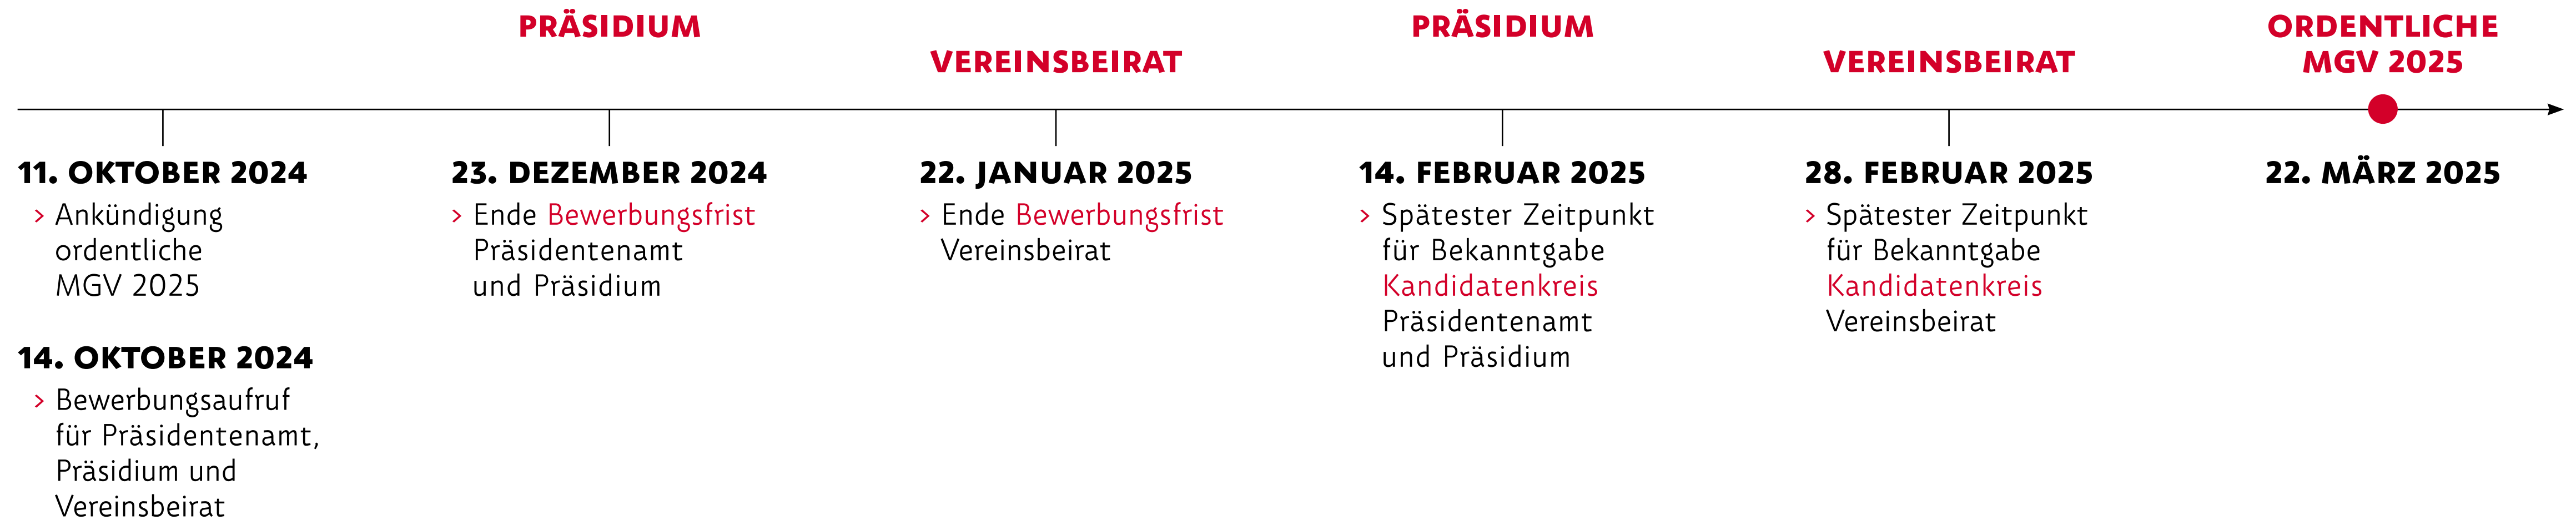 PRÄSIDIUM
VEREINSBEIRAT
PRÄSIDIUM
VEREINSBEIRAT
ORDENTLICHE
MGV 2025
11. OKTOBER 2024
> Ankündigung
ordentliche
MGV 2025
14. OKTOBER 2024
> Bewerbungsaufruf
für Präsidentenamt,
Präsidium und
Vereinsbeirat
23. DEZEMBER 2024
> Ende Bewerbungsfrist
Präsidentenamt
und Präsidium
22. JANUAR 2025
> Ende Bewerbungsfrist
Vereinsbeirat
14. FEBRUAR 2025
> Spätester Zeitpunkt
für Bekanntgabe
Kandidatenkreis
Präsidentenamt
und Präsidium
28. FEBRUAR 2025
> Spätester Zeitpunkt
für Bekanntgabe
Kandidatenkreis
Vereinsbeirat
22. MÄRZ 2025